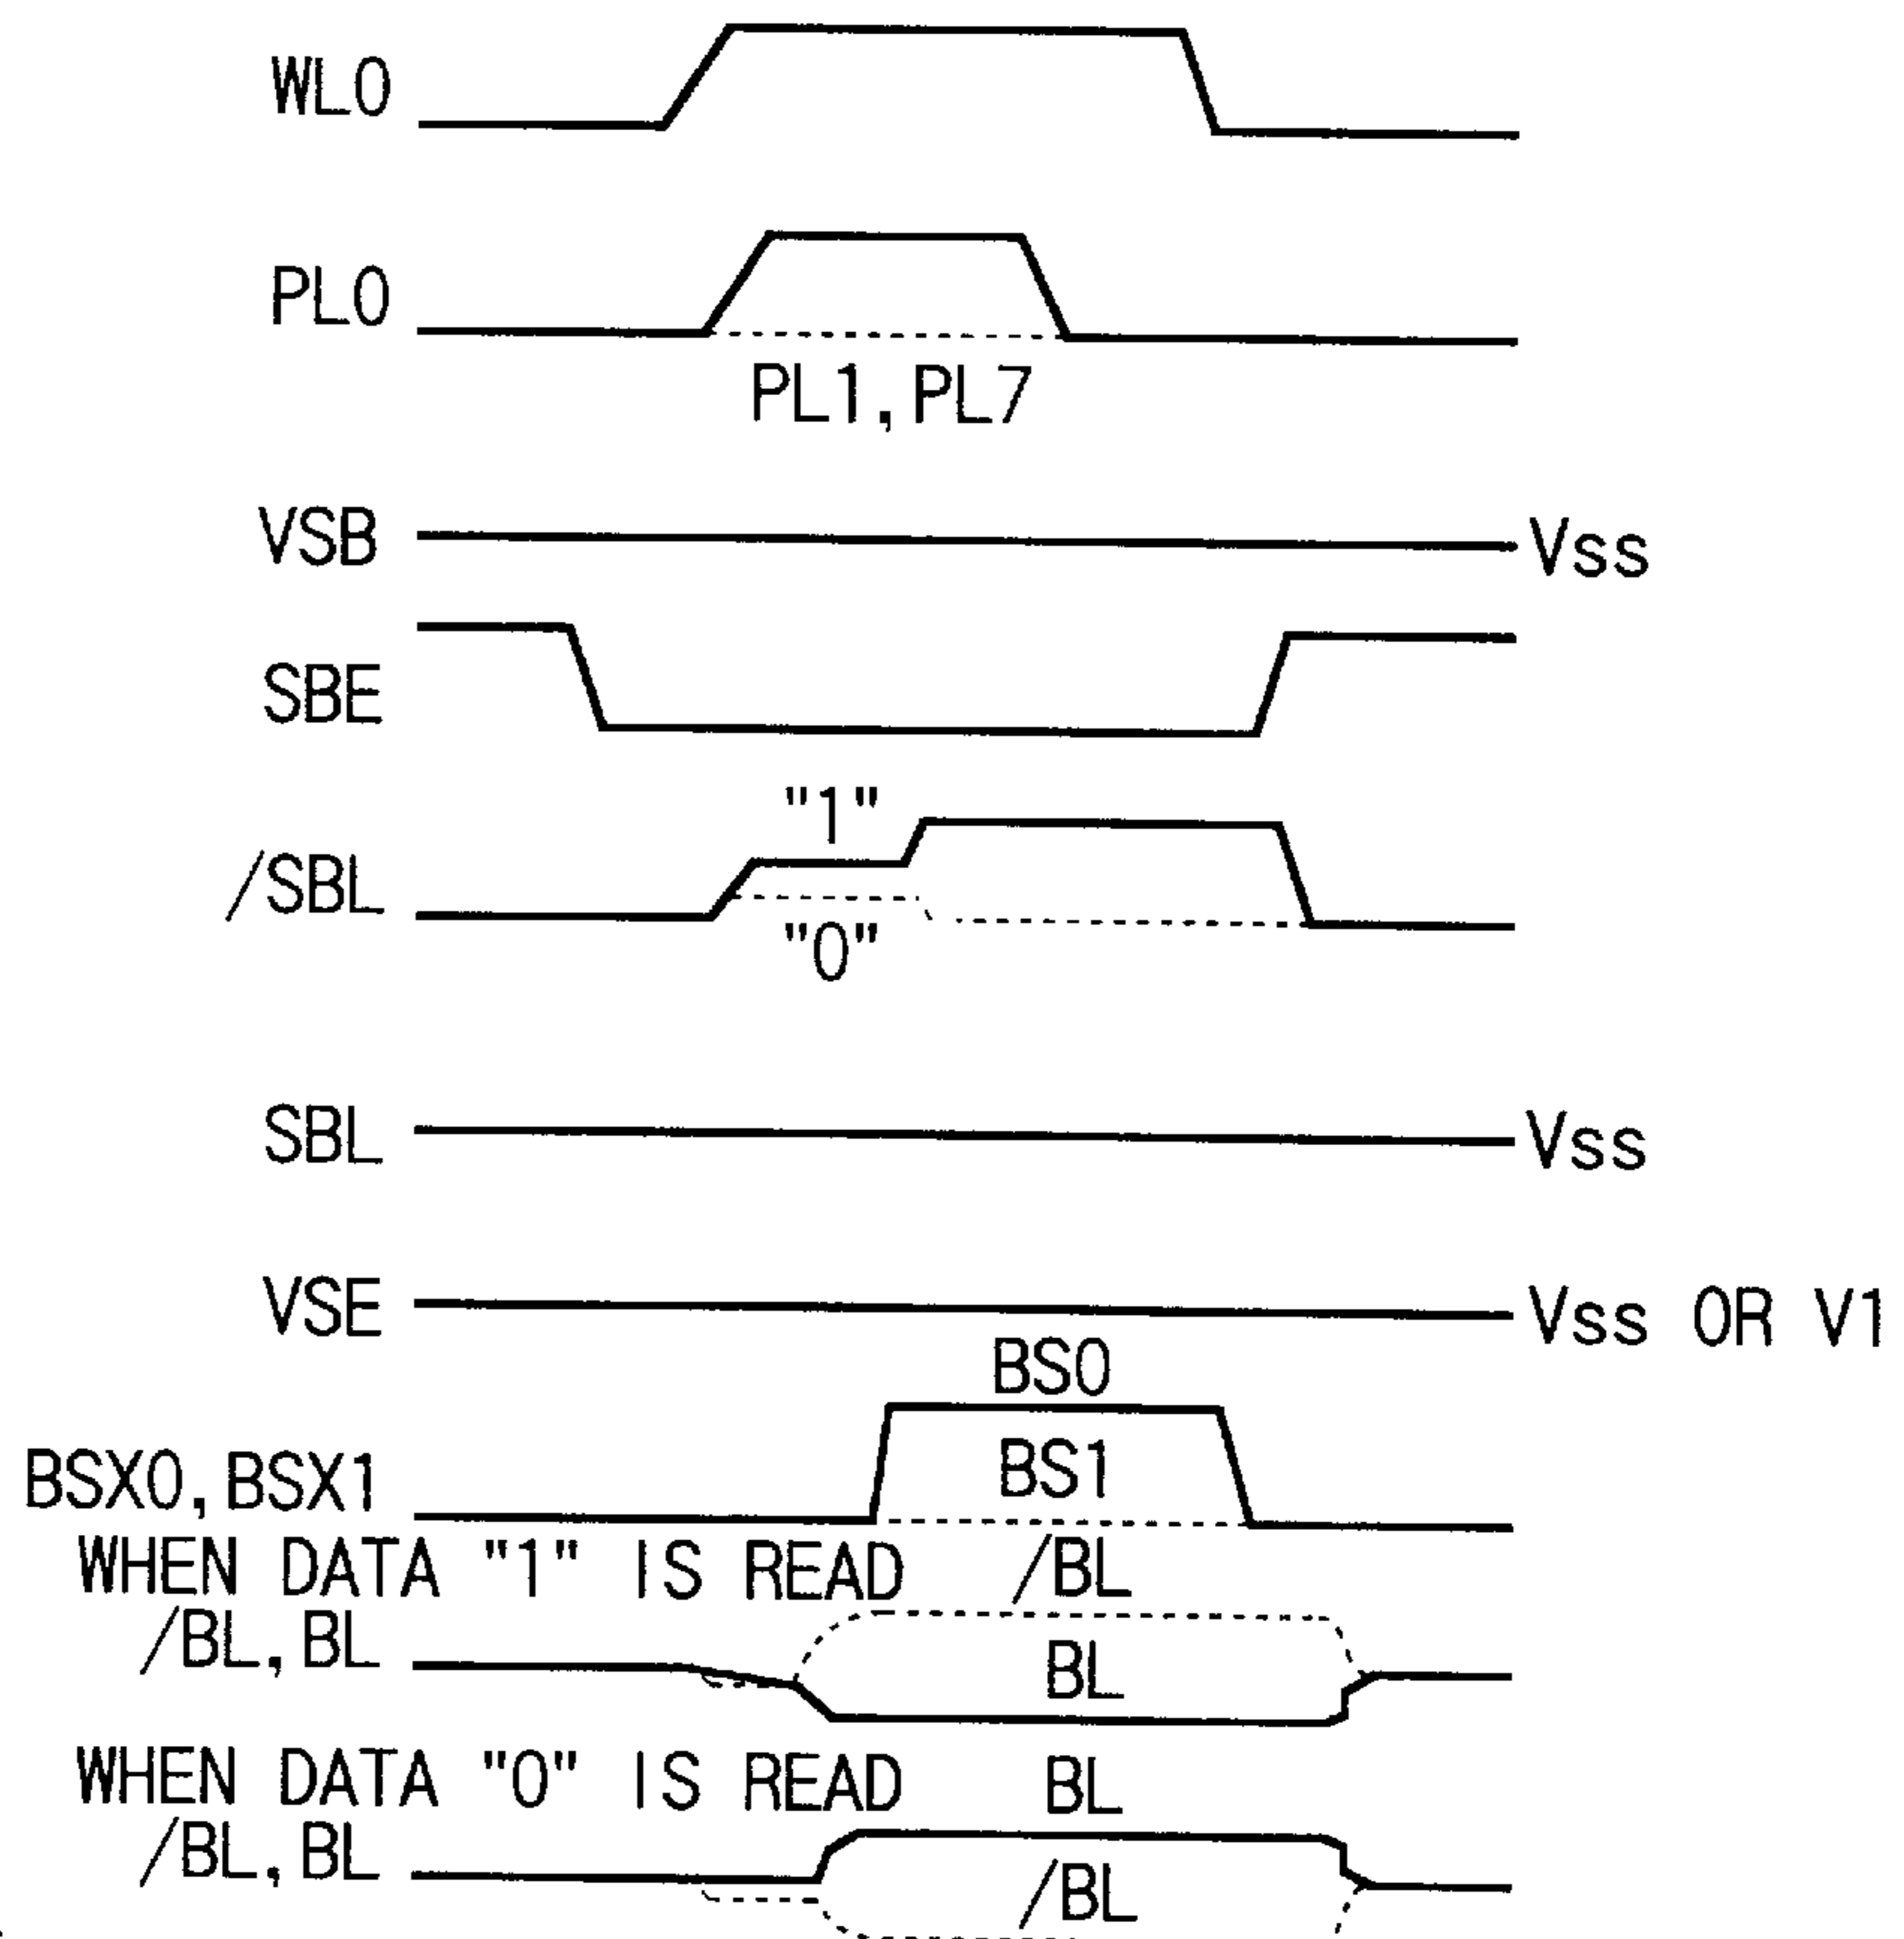 WL0
PL0
PL1, PL7
VSB Vss
SBE
"1"
/SBL
"0"
SBL Vss
VSE Vss OR V1
BS0
BSX0, BSX1 BS1
WHEN DATA "1" IS READ /BL
/BL, BL BL
WHEN DATA "0" IS READ BL
/BL, BL /BL